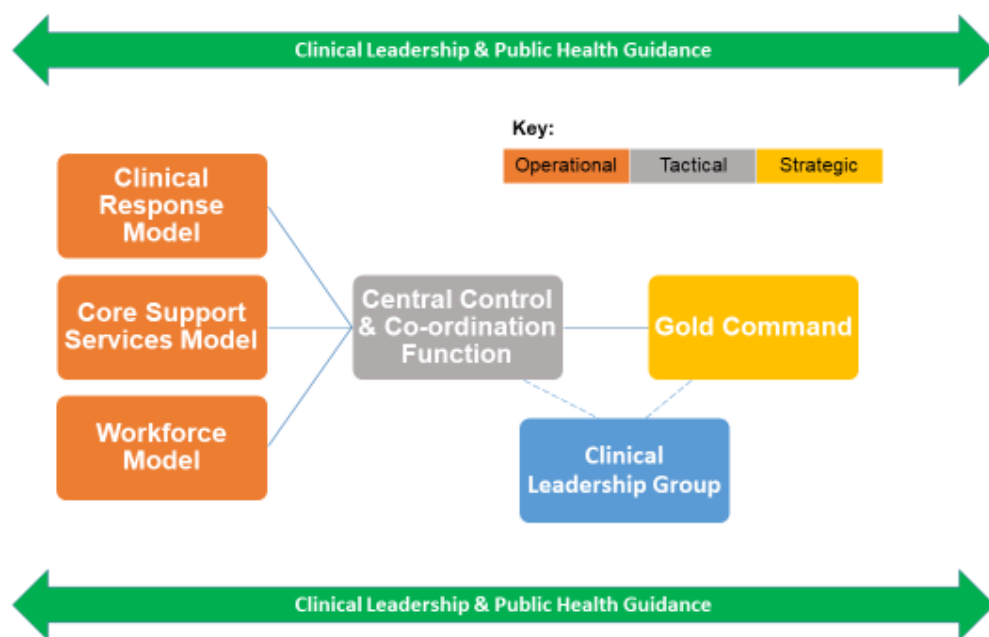 Clinical Leadership & Public Health Guidance
Key:
Operational
Tactical
Strategic
Clinical
Response
Model
Core Support
Services Model
Workforce
Model
Central Control
& Co-ordination
Function
Gold Command
Clinical
Leadership Group
Clinical Leadership & Public Health Guidance